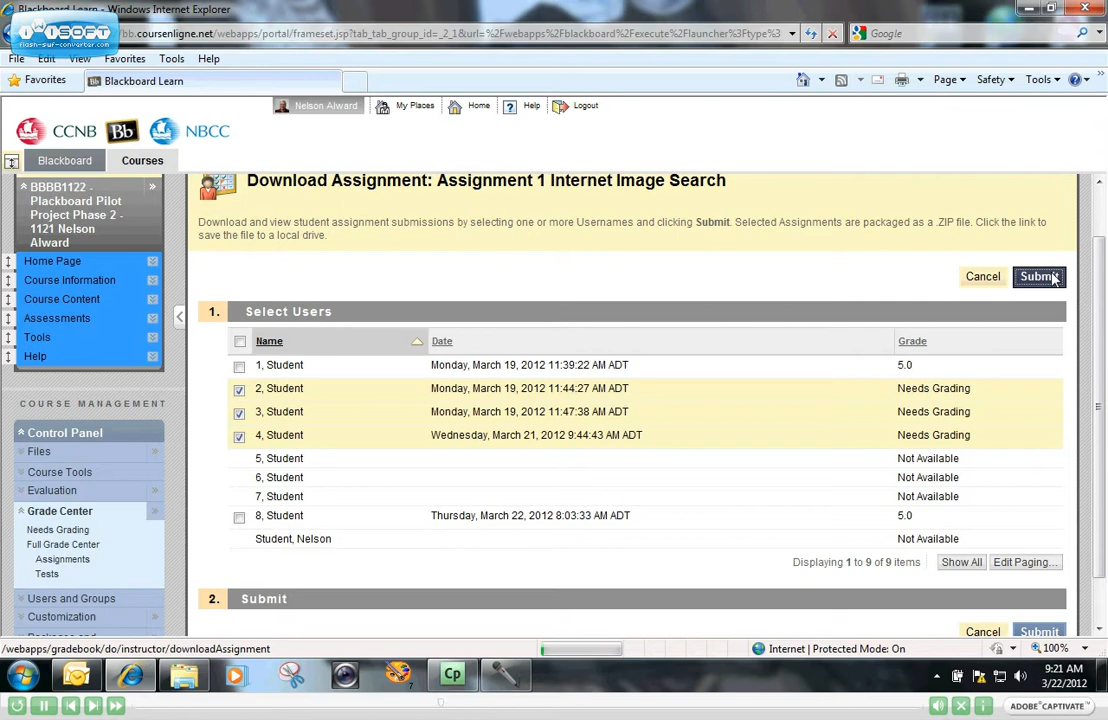 Blackboard Learn - Windows Internet Explorer
iWiSOFT
flash-swf-converter.com
bb.coursenligne.net/webapps/portal/frameset.jsp?tab_tab_group_id=_2_1&url=%2Fwebapps%2Fblackboard%2Fexecute%2Flauncher%3Ftype%3
Google
File Edit View Favorites Tools Help
Favorites Blackboard Learn
Page Safety Tools
Nelson Alward My Places Home Help Logout
CCNB Bb NBCC
Blackboard Courses
BBBB1122 -
Plackboard Pilot
Project Phase 2 -
1121 Nelson
Alward
Home Page
Course Information
Course Content
Assessments
Tools
Help
COURSE MANAGEMENT
Control Panel
Files
Course Tools
Evaluation
Grade Center
Needs Grading
Full Grade Center
Assignments
Tests
Users and Groups
Customization
Download Assignment: Assignment 1 Internet Image Search
Download and view student assignment submissions by selecting one or more Usernames and clicking Submit. Selected Assignments are packaged as a .ZIP file. Click the link to
save the file to a local drive.
Cancel Submit
1. Select Users
Name Date Grade
1, Student Monday, March 19, 2012 11:39:22 AM ADT 5.0
2, Student Monday, March 19, 2012 11:44:27 AM ADT Needs Grading
3, Student Monday, March 19, 2012 11:47:38 AM ADT Needs Grading
4, Student Wednesday, March 21, 2012 9:44:43 AM ADT Needs Grading
5, Student Not Available
6, Student Not Available
7, Student Not Available
8, Student Thursday, March 22, 2012 8:03:33 AM ADT 5.0
Student, Nelson Not Available
Displaying 1 to 9 of 9 items Show All Edit Paging...
2. Submit
Cancel Submit
/webapps/gradebook/do/instructor/downloadAssignment
Internet | Protected Mode: On
100%
Cp
7
9:21 AM
3/22/2012
ADOBE CAPTIVATE